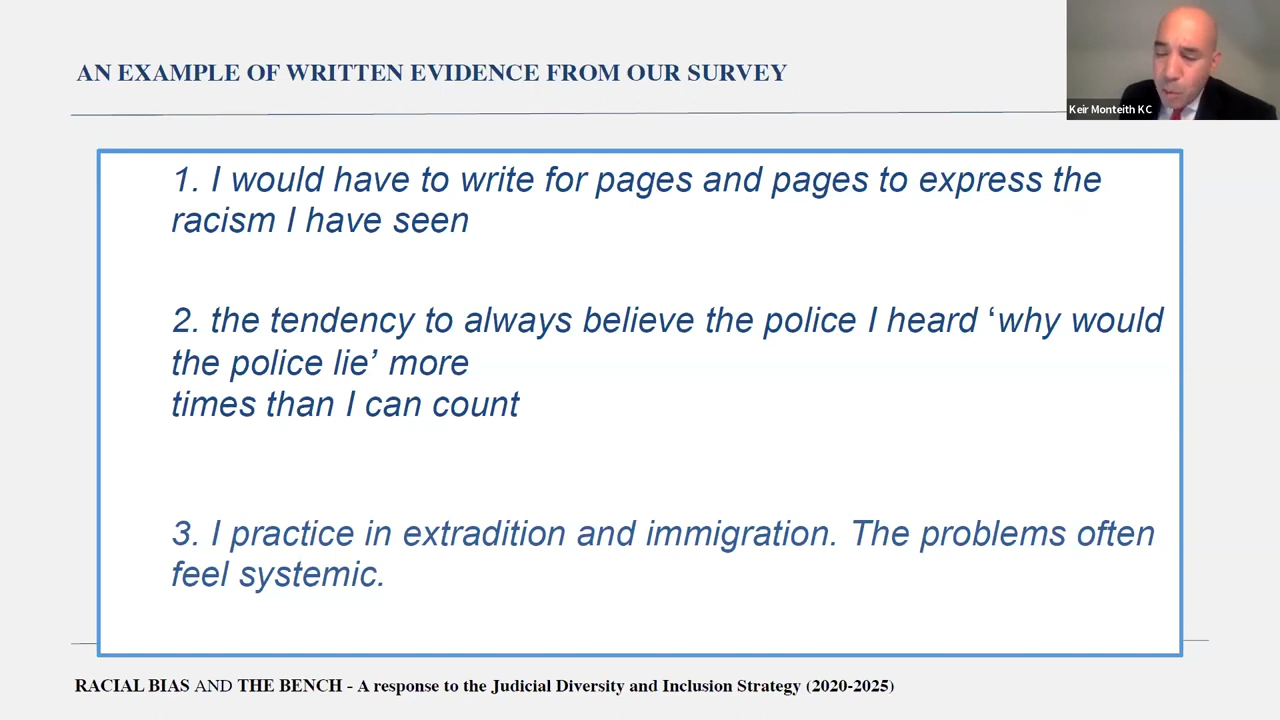 AN EXAMPLE OF WRITTEN EVIDENCE FROM OUR SURVEY
Keir Monteith KC
1. I would have to write for pages and pages to express the
racism I have seen
2. the tendency to always believe the police I heard ‘why would
the police lie’ more
times than I can count
3. I practice in extradition and immigration. The problems often
feel systemic.
RACIAL BIAS AND THE BENCH - A response to the Judicial Diversity and Inclusion Strategy (2020-2025)